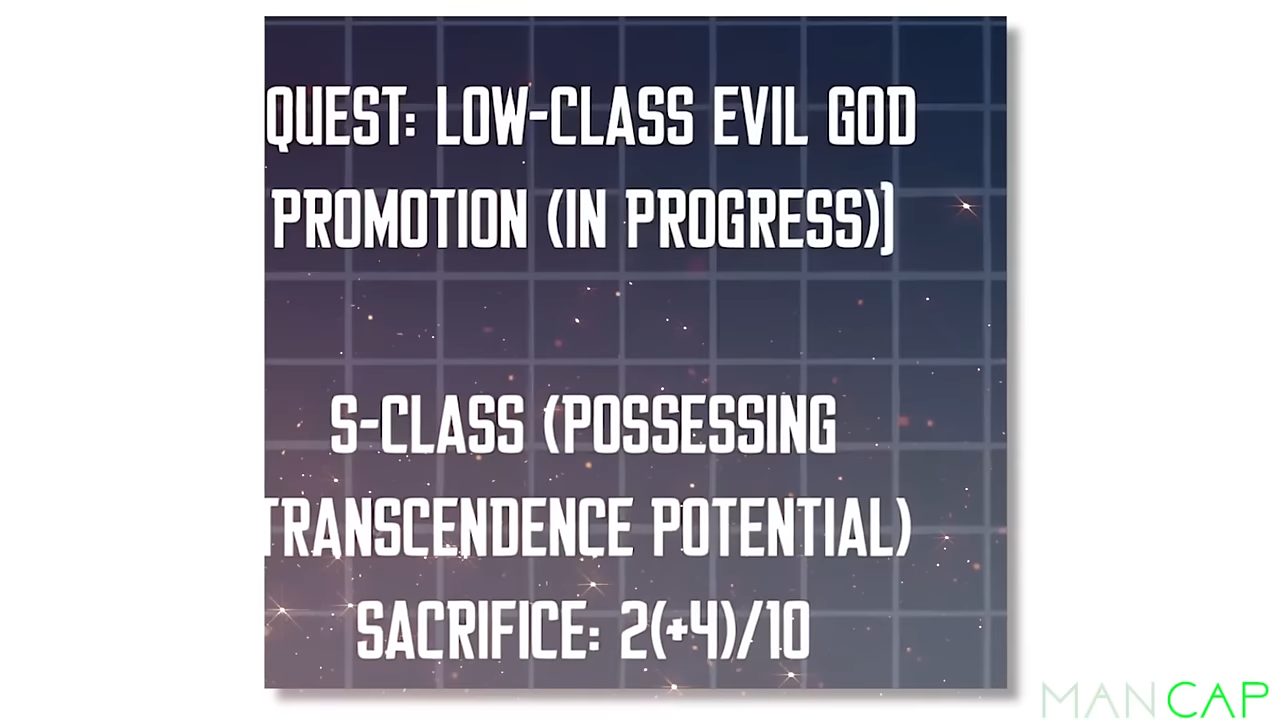 QUEST: LOW-CLASS EVIL GOD
PROMOTION (IN PROGRESS)]
S-CLASS (POSSESSING
TRANSCENDENCE POTENTIAL)
SACRIFICE: 2(+4)/10
MANCAP